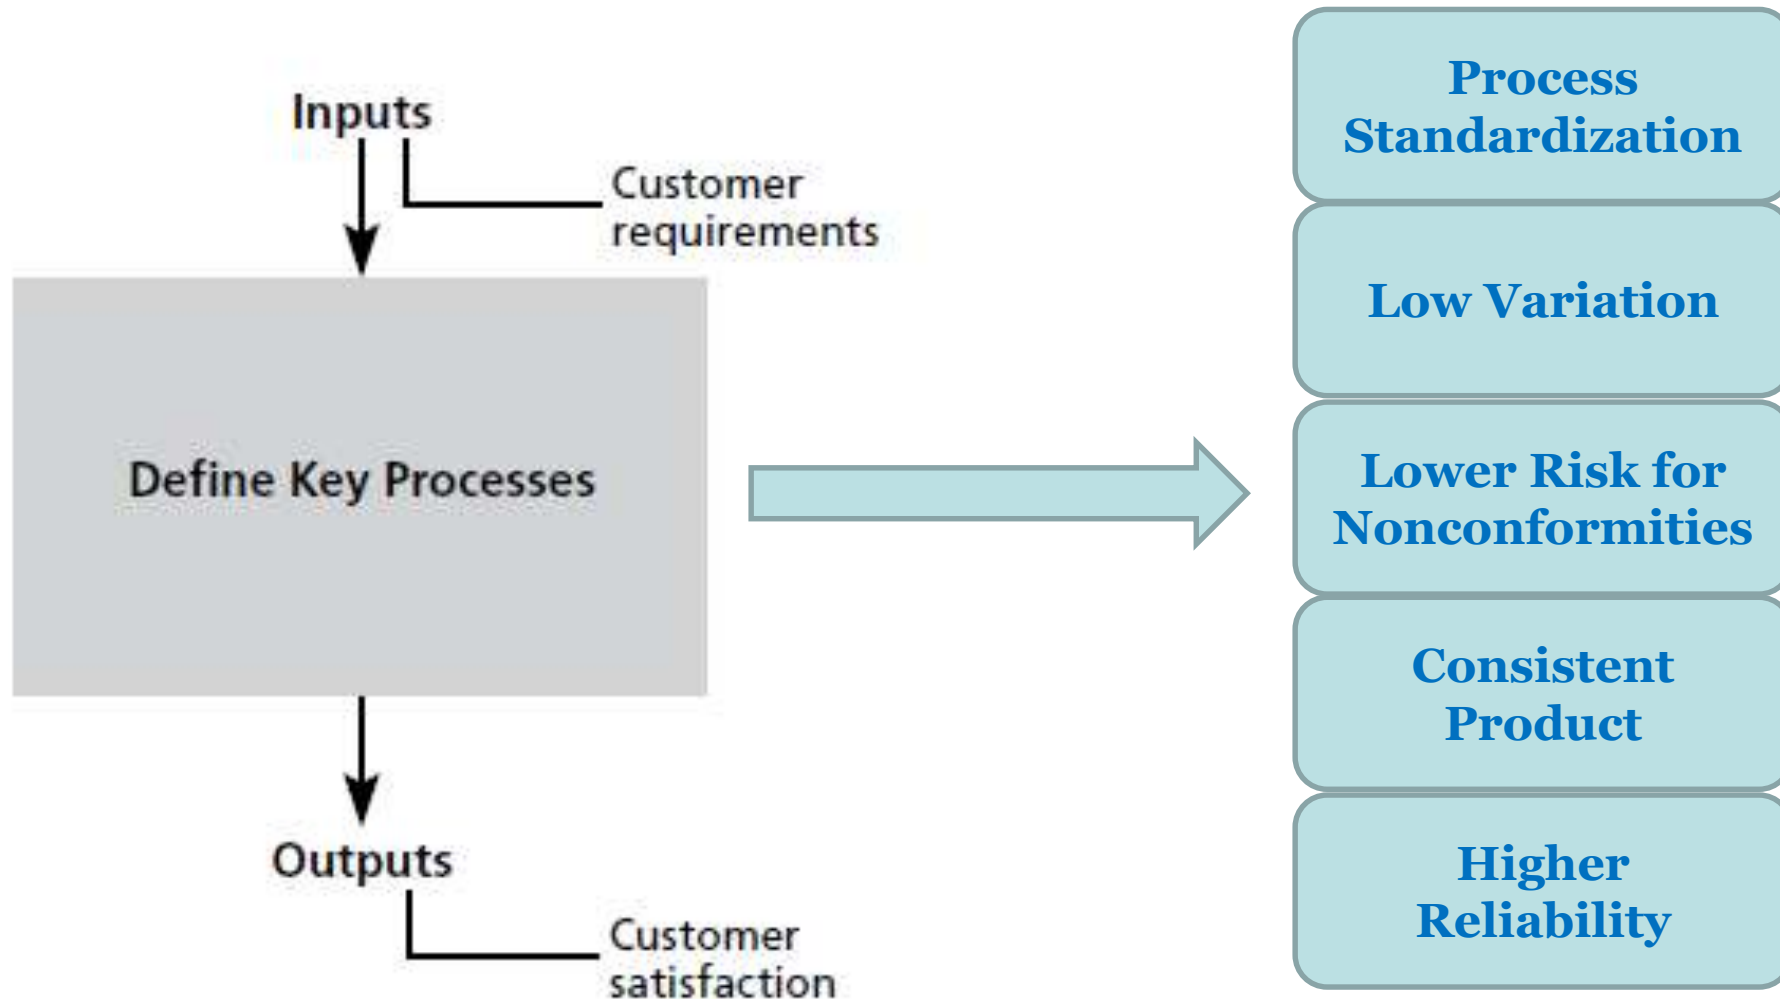 Inputs
Customer
requirements
Define Key Processes
Outputs
Customer
satisfaction
Process
Standardization
Low Variation
Lower Risk for
Nonconformities
Consistent
Product
Higher
Reliability